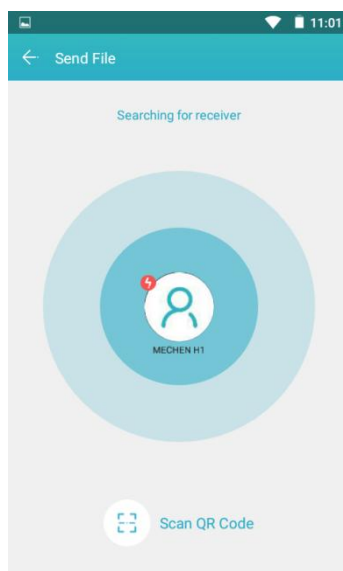 11:01
Send File
Searching for receiver
MECHEN H1
Scan QR Code